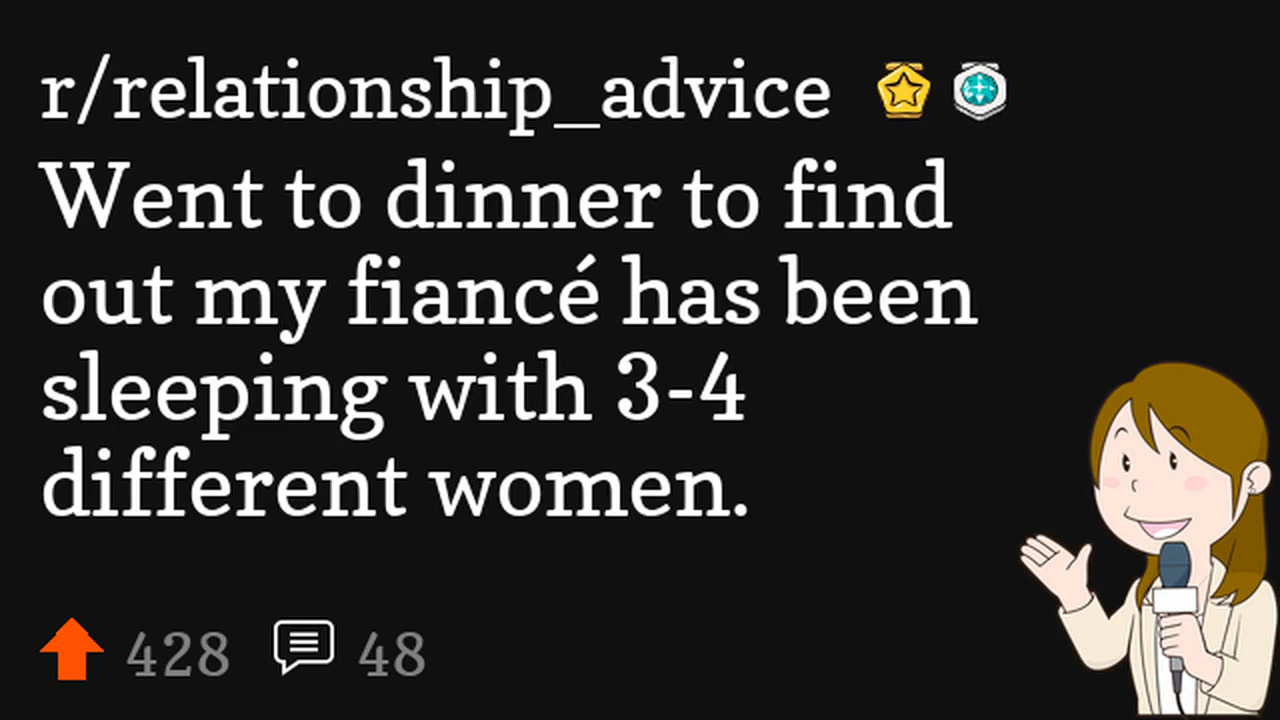 r/relationship_advice
Went to dinner to find
out my fiancé has been
sleeping with 3-4
different women.
428 48